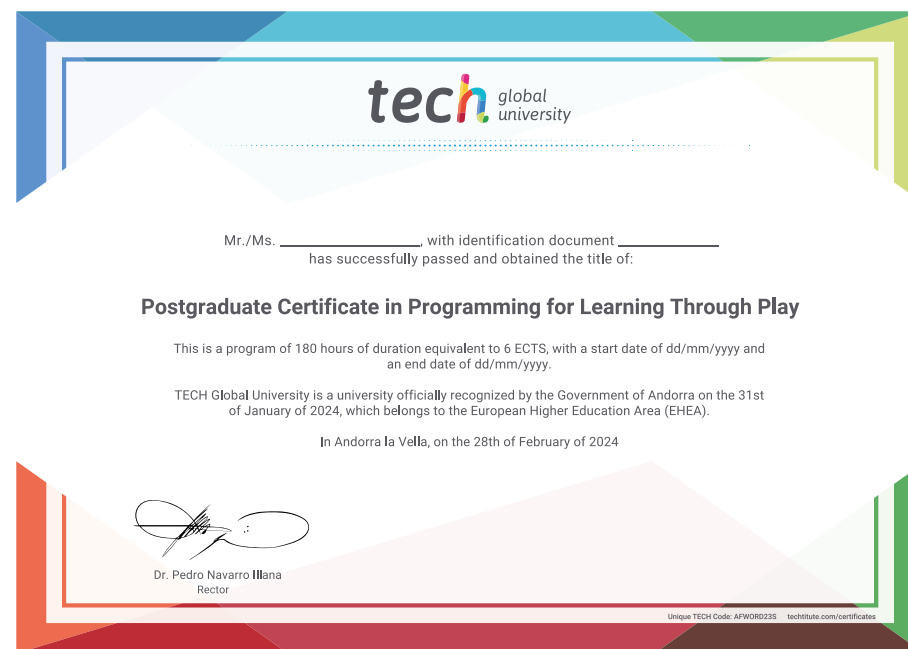 tech global university
Mr./Ms. ____________________, with identification document ______________
has successfully passed and obtained the title of:
Postgraduate Certificate in Programming for Learning Through Play
This is a program of 180 hours of duration equivalent to 6 ECTS, with a start date of dd/mm/yyyy and
an end date of dd/mm/yyyy.
TECH Global University is a university officially recognized by the Government of Andorra on the 31st
of January of 2024, which belongs to the European Higher Education Area (EHEA).
In Andorra la Vella, on the 28th of February of 2024
Dr. Pedro Navarro Illana
Rector
Unique TECH Code: AFWORD23S techtitute.com/certificates